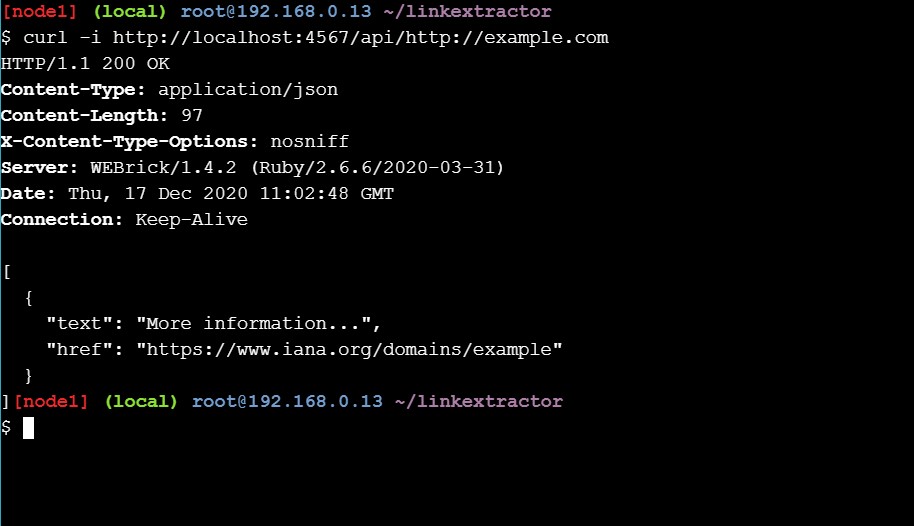 [node1] (local) root@192.168.0.13 ~/linkextractor
$ curl -i http://localhost:4567/api/http://example.com
HTTP/1.1 200 OK
Content-Type: application/json
Content-Length: 97
X-Content-Type-Options: nosniff
Server: WEBrick/1.4.2 (Ruby/2.6.6/2020-03-31)
Date: Thu, 17 Dec 2020 11:02:48 GMT
Connection: Keep-Alive

[
  {
    "text": "More information...",
    "href": "https://www.iana.org/domains/example"
  }
][node1] (local) root@192.168.0.13 ~/linkextractor
$